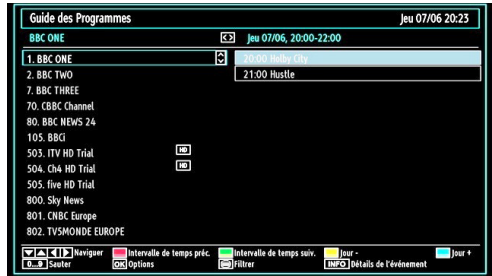 Guide des Programmes Jeu 07/06 20:23
BBC ONE <> Jeu 07/06, 20:00-22:00
1. BBC ONE 20:00 Holby City
2. BBC TWO 21:00 Hustle
7. BBC THREE
70. CBBC Channel
80. BBC NEWS 24
105. BBCi
503. ITV HD Trial HD
504. Ch4 HD Trial HD
505. five HD Trial
800. Sky News
801. CNBC Europe
802. TV5MONDE EUROPE
Naviguer Intervalle de temps préc. Intervalle de temps suiv. Jour - Jour +
0...9 Sauter OK Options Filtrer INFO Détails de l'événement